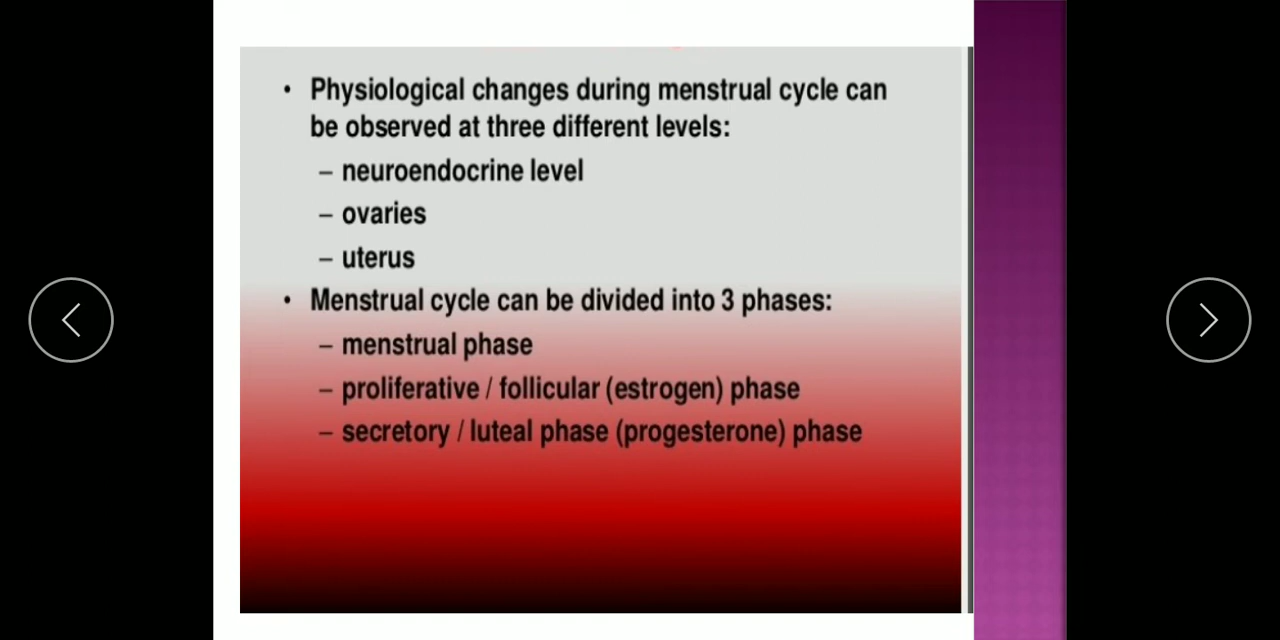 • Physiological changes during menstrual cycle can
be observed at three different levels:
– neuroendocrine level
– ovaries
– uterus
• Menstrual cycle can be divided into 3 phases:
– menstrual phase
– proliferative / follicular (estrogen) phase
– secretory / luteal phase (progesterone) phase